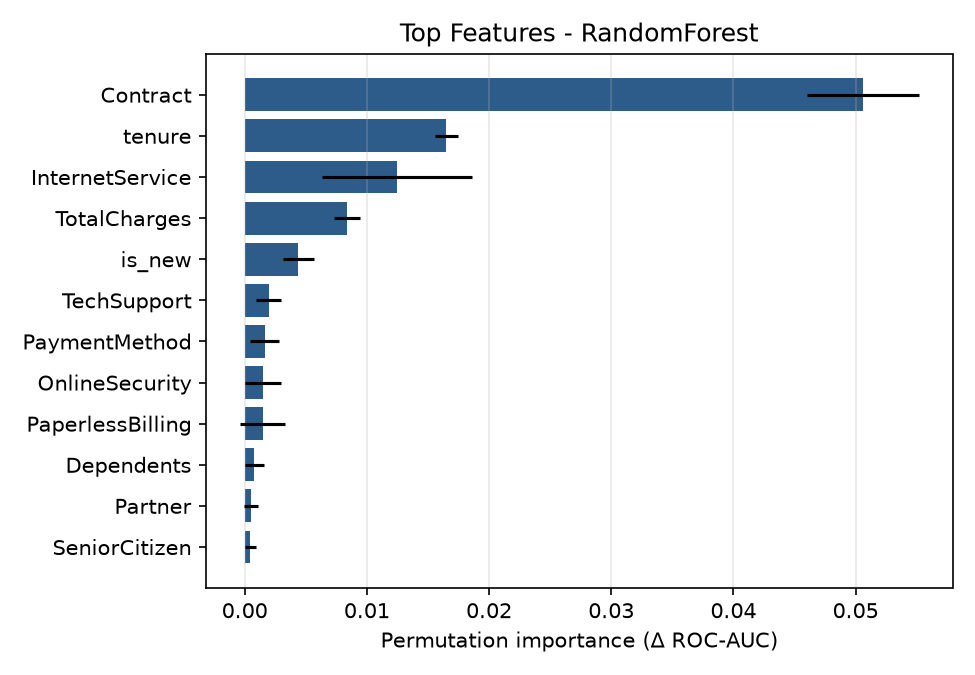 Top Features - RandomForest
Contract
tenure
InternetService
TotalCharges
is_new
TechSupport
PaymentMethod
OnlineSecurity
PaperlessBilling
Dependents
Partner
SeniorCitizen
0.00 0.01 0.02 0.03 0.04 0.05
Permutation importance (Δ ROC-AUC)